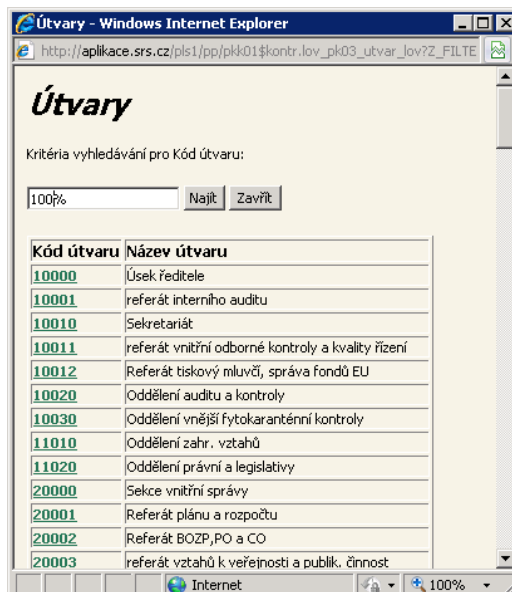 Útvary - Windows Internet Explorer
http://aplikace.srs.cz/pls1/pp/pkk01$kontr.lov_pk03_utvar_lov?Z_FILTE
Útvary
Kritéria vyhledávání pro Kód útvaru:
100% Najít Zavřít
Kód útvaru Název útvaru
10000 Úsek ředitele
10001 referát interního auditu
10010 Sekretariát
10011 referát vnitřní odborné kontroly a kvality řízení
10012 Referát tiskový mluvčí, správa fondů EU
10020 Oddělení auditu a kontroly
10030 Oddělení vnější fytokaranténní kontroly
11010 Oddělení zahr. vztahů
11020 Oddělení právní a legislativy
20000 Sekce vnitřní správy
20001 Referát plánu a rozpočtu
20002 Referát BOZP,PO a CO
20003 referát vztahů k veřejnosti a publik. činnost
Internet 100%